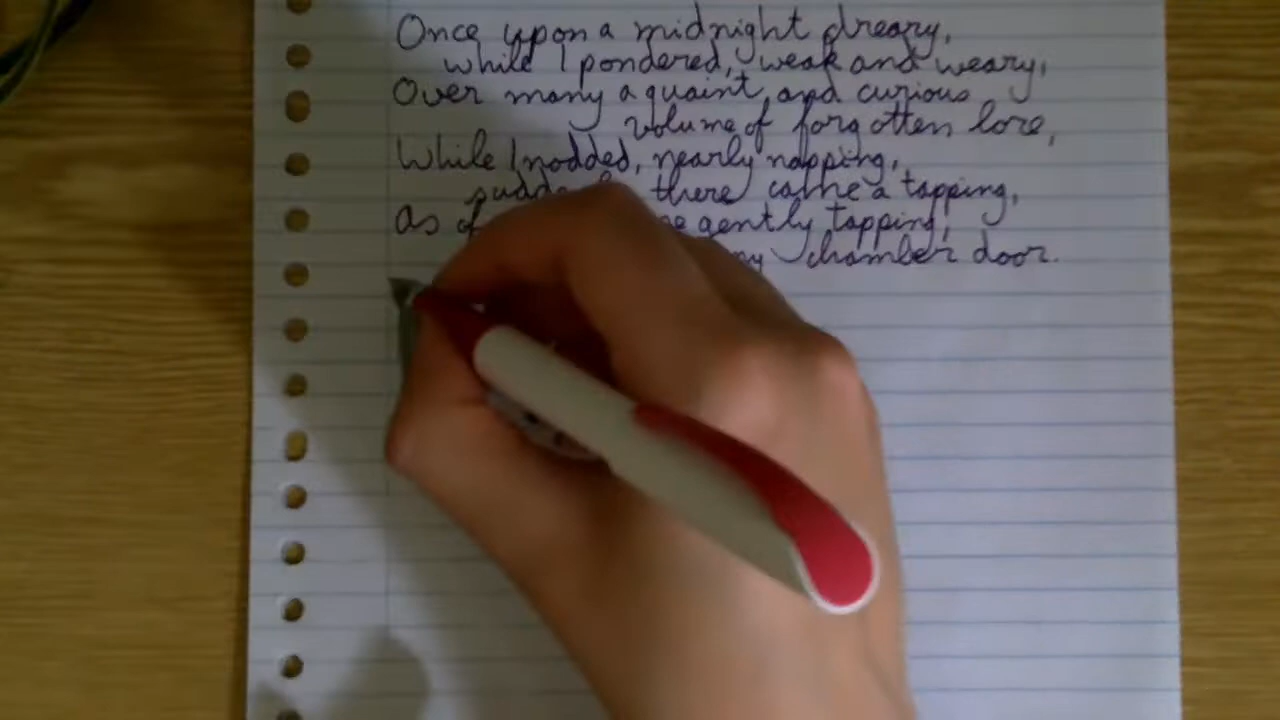 Once upon a midnight dreary,
while I pondered, weak and weary,
Over many a quaint and curious
volume of forgotten lore,
While I nodded, nearly napping,
there came a tapping,
As of gently tapping,
my chamber door.